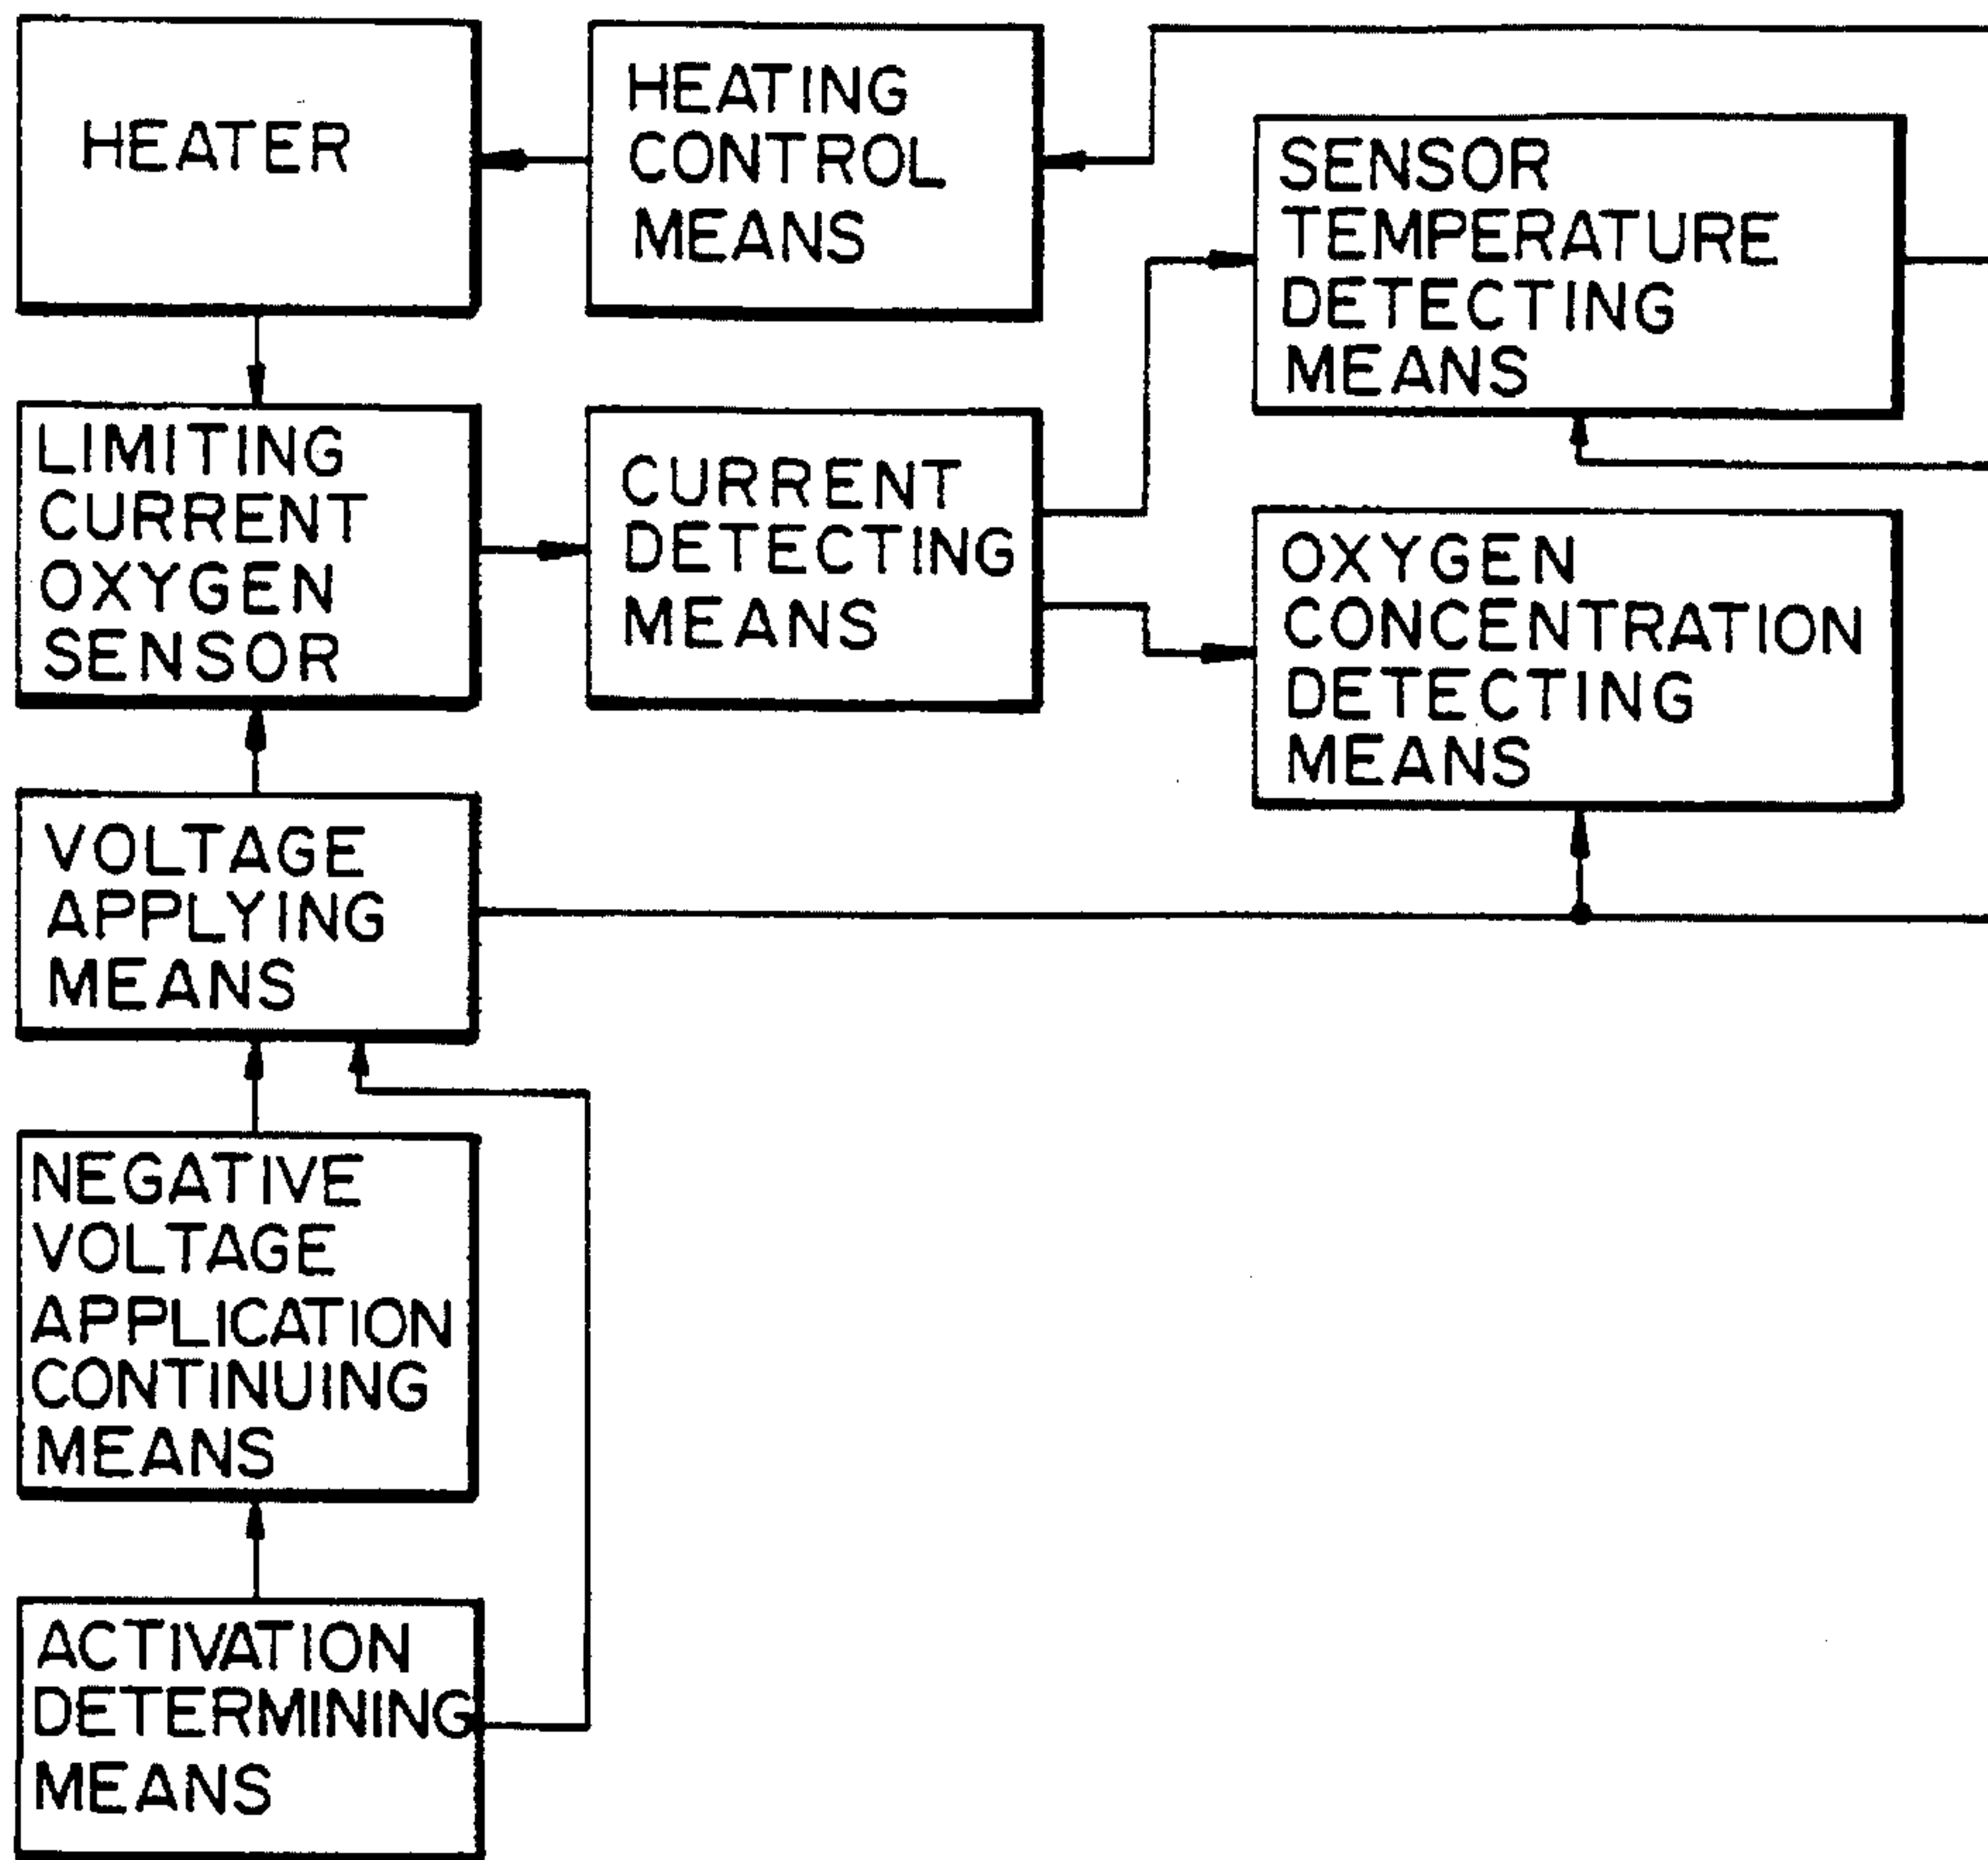 HEATER
HEATING
CONTROL
MEANS
SENSOR
TEMPERATURE
DETECTING
MEANS
LIMITING
CURRENT
OXYGEN
SENSOR
CURRENT
DETECTING
MEANS
OXYGEN
CONCENTRATION
DETECTING
MEANS
VOLTAGE
APPLYING
MEANS
NEGATIVE
VOLTAGE
APPLICATION
CONTINUING
MEANS
ACTIVATION
DETERMINING
MEANS